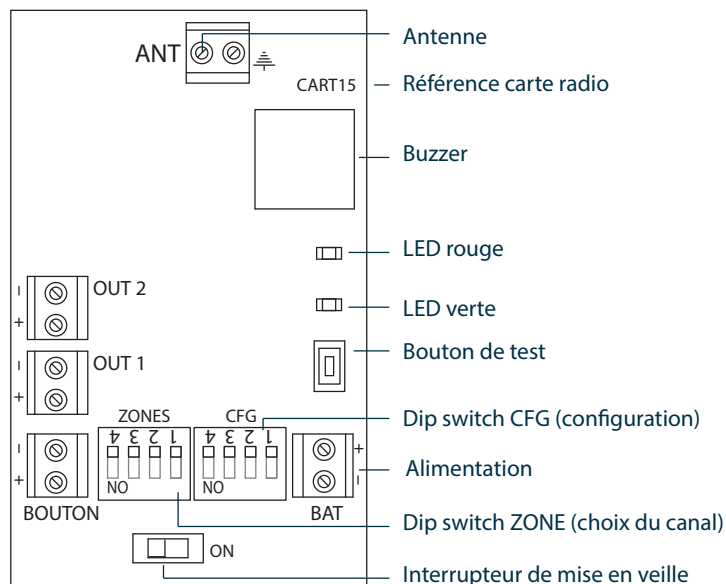 ANT
Antenne
CART15
Référence carte radio
Buzzer
LED rouge
OUT 2
-
+
LED verte
OUT 1
-
+
Bouton de test
ZONES
CFG
4 3 2 1
4 3 2 1
Dip switch CFG (configuration)
-
+
+
-
Alimentation
NO
NO
BOUTON
BAT
Dip switch ZONE (choix du canal)
ON
Interrupteur de mise en veille